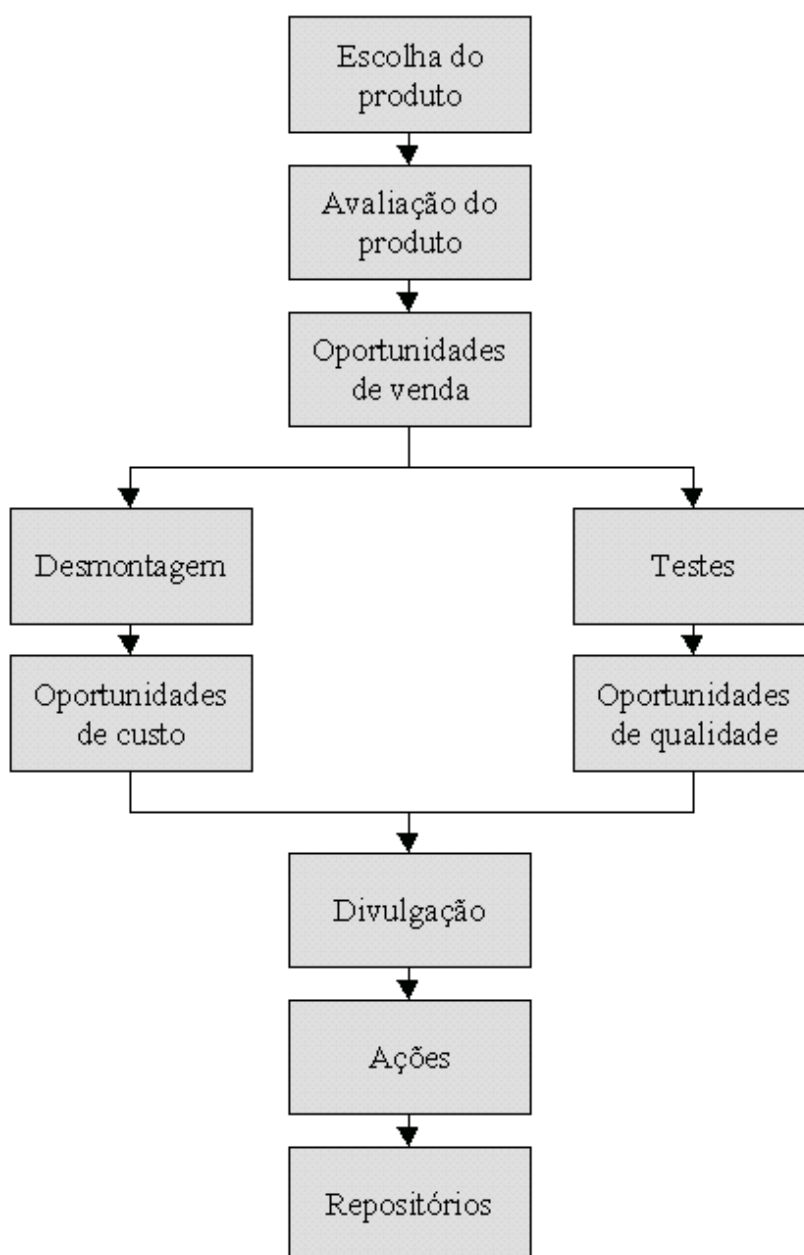 Escolha do
produto
Avaliação do
produto
Oportunidades
de venda
Desmontagem
Testes
Oportunidades
de custo
Oportunidades
de qualidade
Divulgação
Ações
Repositórios